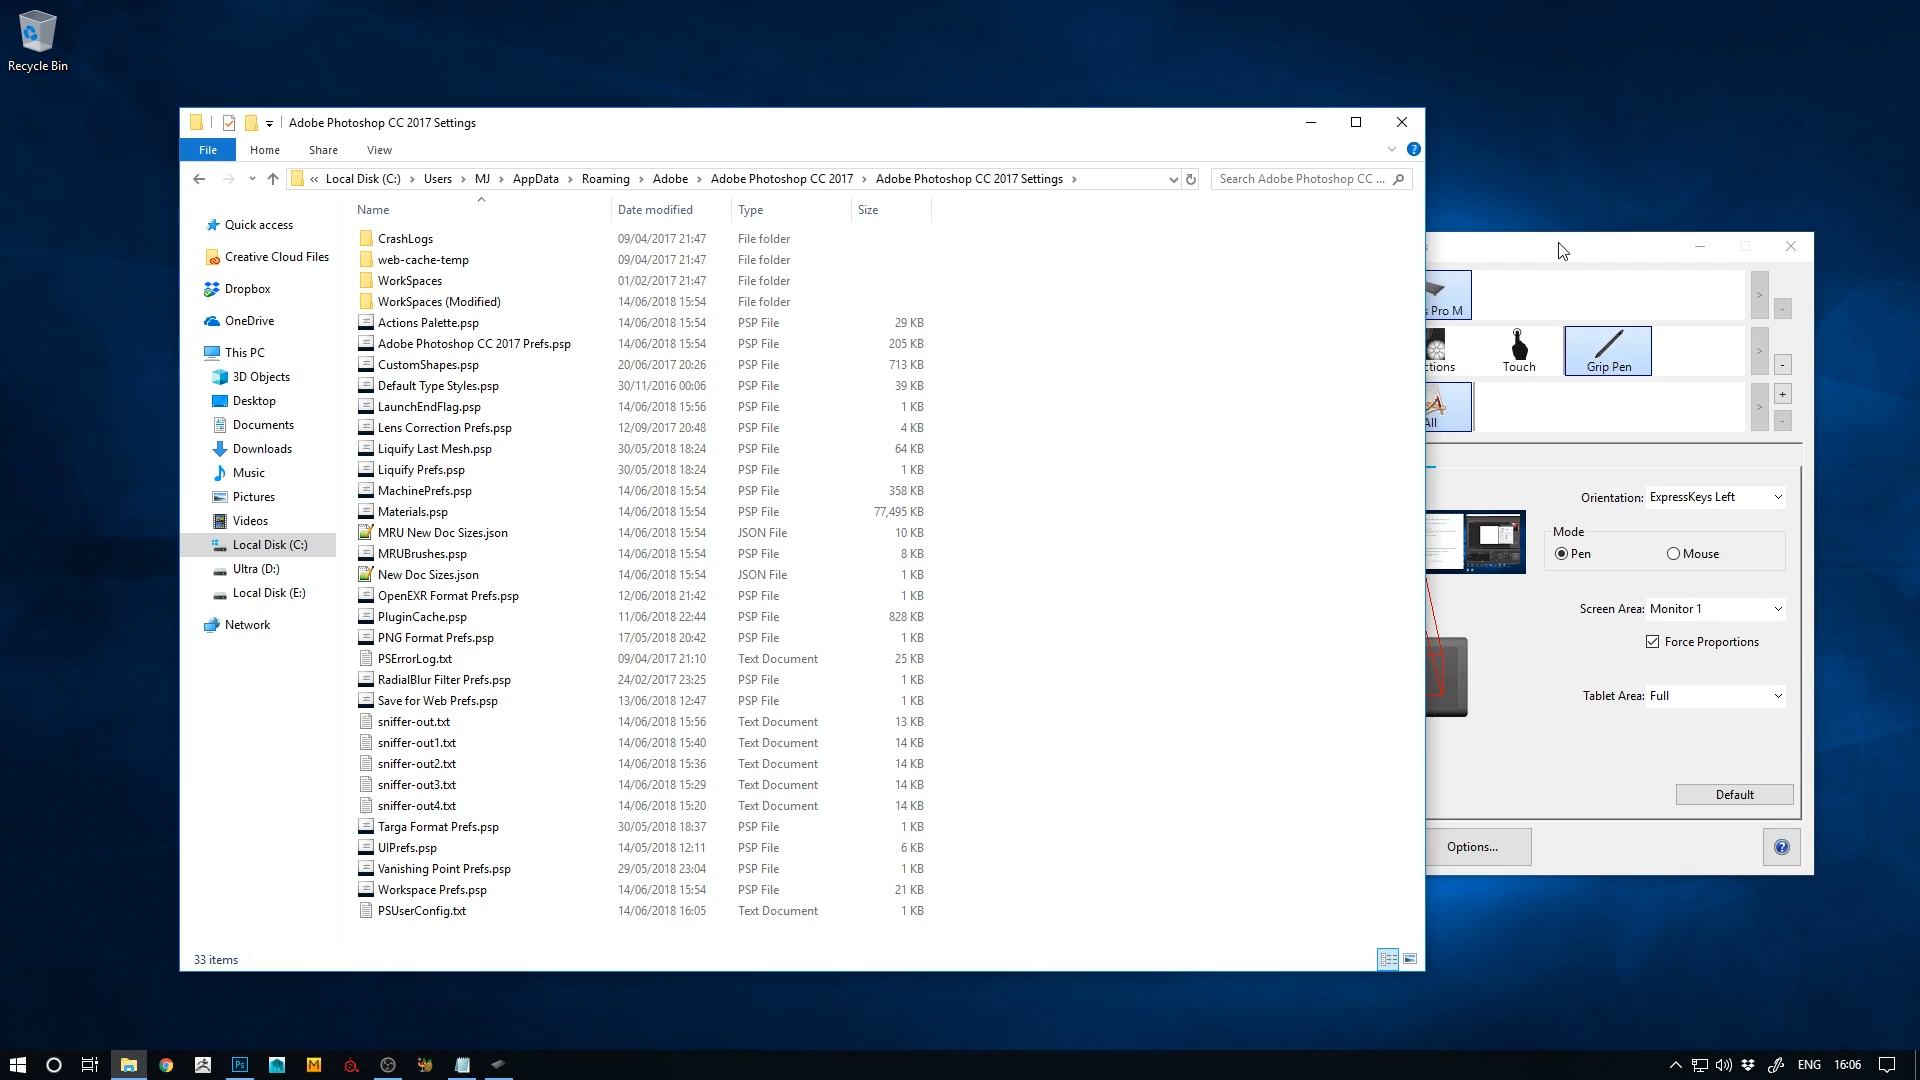 Recycle Bin
Adobe Photoshop CC 2017 Settings
File Home Share View
« Local Disk (C:) › Users › MJ › AppData › Roaming › Adobe › Adobe Photoshop CC 2017 › Adobe Photoshop CC 2017 Settings ›
Search Adobe Photoshop CC ...
Name Date modified Type Size
Quick access
Creative Cloud Files
Dropbox
OneDrive
This PC
3D Objects
Desktop
Documents
Downloads
Music
Pictures
Videos
Local Disk (C:)
Ultra (D:)
Local Disk (E:)
Network
CrashLogs 09/04/2017 21:47 File folder
web-cache-temp 09/04/2017 21:47 File folder
WorkSpaces 01/02/2017 21:47 File folder
WorkSpaces (Modified) 14/06/2018 15:54 File folder
Actions Palette.psp 14/06/2018 15:54 PSP File 29 KB
Adobe Photoshop CC 2017 Prefs.psp 14/06/2018 15:54 PSP File 205 KB
CustomShapes.psp 20/06/2017 20:26 PSP File 713 KB
Default Type Styles.psp 30/11/2016 00:06 PSP File 39 KB
LaunchEndFlag.psp 14/06/2018 15:56 PSP File 1 KB
Lens Correction Prefs.psp 12/09/2017 20:48 PSP File 4 KB
Liquify Last Mesh.psp 30/05/2018 18:24 PSP File 64 KB
Liquify Prefs.psp 30/05/2018 18:24 PSP File 1 KB
MachinePrefs.psp 14/06/2018 15:54 PSP File 358 KB
Materials.psp 14/06/2018 15:54 PSP File 77,495 KB
MRU New Doc Sizes.json 14/06/2018 15:54 JSON File 10 KB
MRUBrushes.psp 14/06/2018 15:54 PSP File 8 KB
New Doc Sizes.json 14/06/2018 15:54 JSON File 1 KB
OpenEXR Format Prefs.psp 12/06/2018 21:42 PSP File 1 KB
PluginCache.psp 11/06/2018 22:44 PSP File 828 KB
PNG Format Prefs.psp 17/05/2018 20:42 PSP File 1 KB
PSErrorLog.txt 09/04/2017 21:10 Text Document 25 KB
RadialBlur Filter Prefs.psp 24/02/2017 23:25 PSP File 1 KB
Save for Web Prefs.psp 13/06/2018 12:47 PSP File 1 KB
sniffer-out.txt 14/06/2018 15:56 Text Document 13 KB
sniffer-out1.txt 14/06/2018 15:40 Text Document 14 KB
sniffer-out2.txt 14/06/2018 15:36 Text Document 14 KB
sniffer-out3.txt 14/06/2018 15:29 Text Document 14 KB
sniffer-out4.txt 14/06/2018 15:20 Text Document 14 KB
Targa Format Prefs.psp 30/05/2018 18:37 PSP File 1 KB
UIPrefs.psp 14/05/2018 12:11 PSP File 6 KB
Vanishing Point Prefs.psp 29/05/2018 23:04 PSP File 1 KB
Workspace Prefs.psp 14/06/2018 15:54 PSP File 21 KB
PSUserConfig.txt 14/06/2018 16:05 Text Document 1 KB
33 items
s Pro M
ctions Touch Grip Pen
All
Orientation: ExpressKeys Left
Mode
Pen Mouse
Screen Area: Monitor 1
Force Proportions
Tablet Area: Full
Default
Options...
Ps
M
ENG 16:06